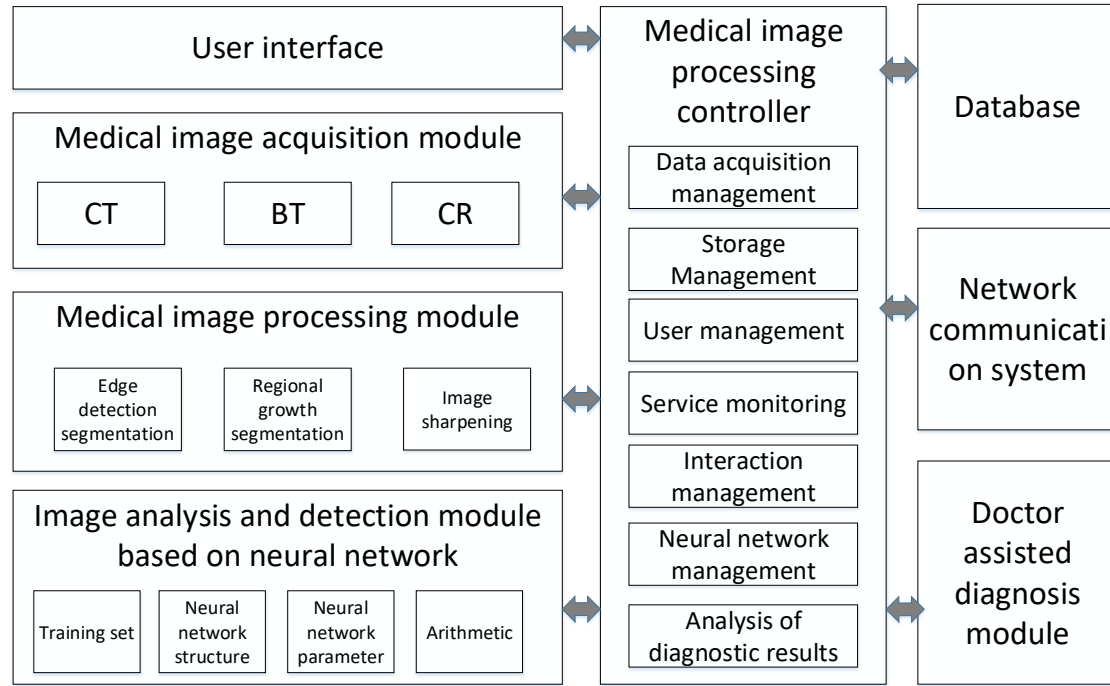 User interface
Medical image acquisition module
CT
BT
CR
Medical image processing module
Edge
detection
segmentation
Regional
growth
segmentation
Image
sharpening
Image analysis and detection module
based on neural network
Training set
Neural
network
structure
Neural
network
parameter
Arithmetic
Medical image
processing
controller
Data acquisition
management
Storage
Management
User management
Service monitoring
Interaction
management
Neural network
management
Analysis of
diagnostic results
Database
Network
communicati
on system
Doctor
assisted
diagnosis
module